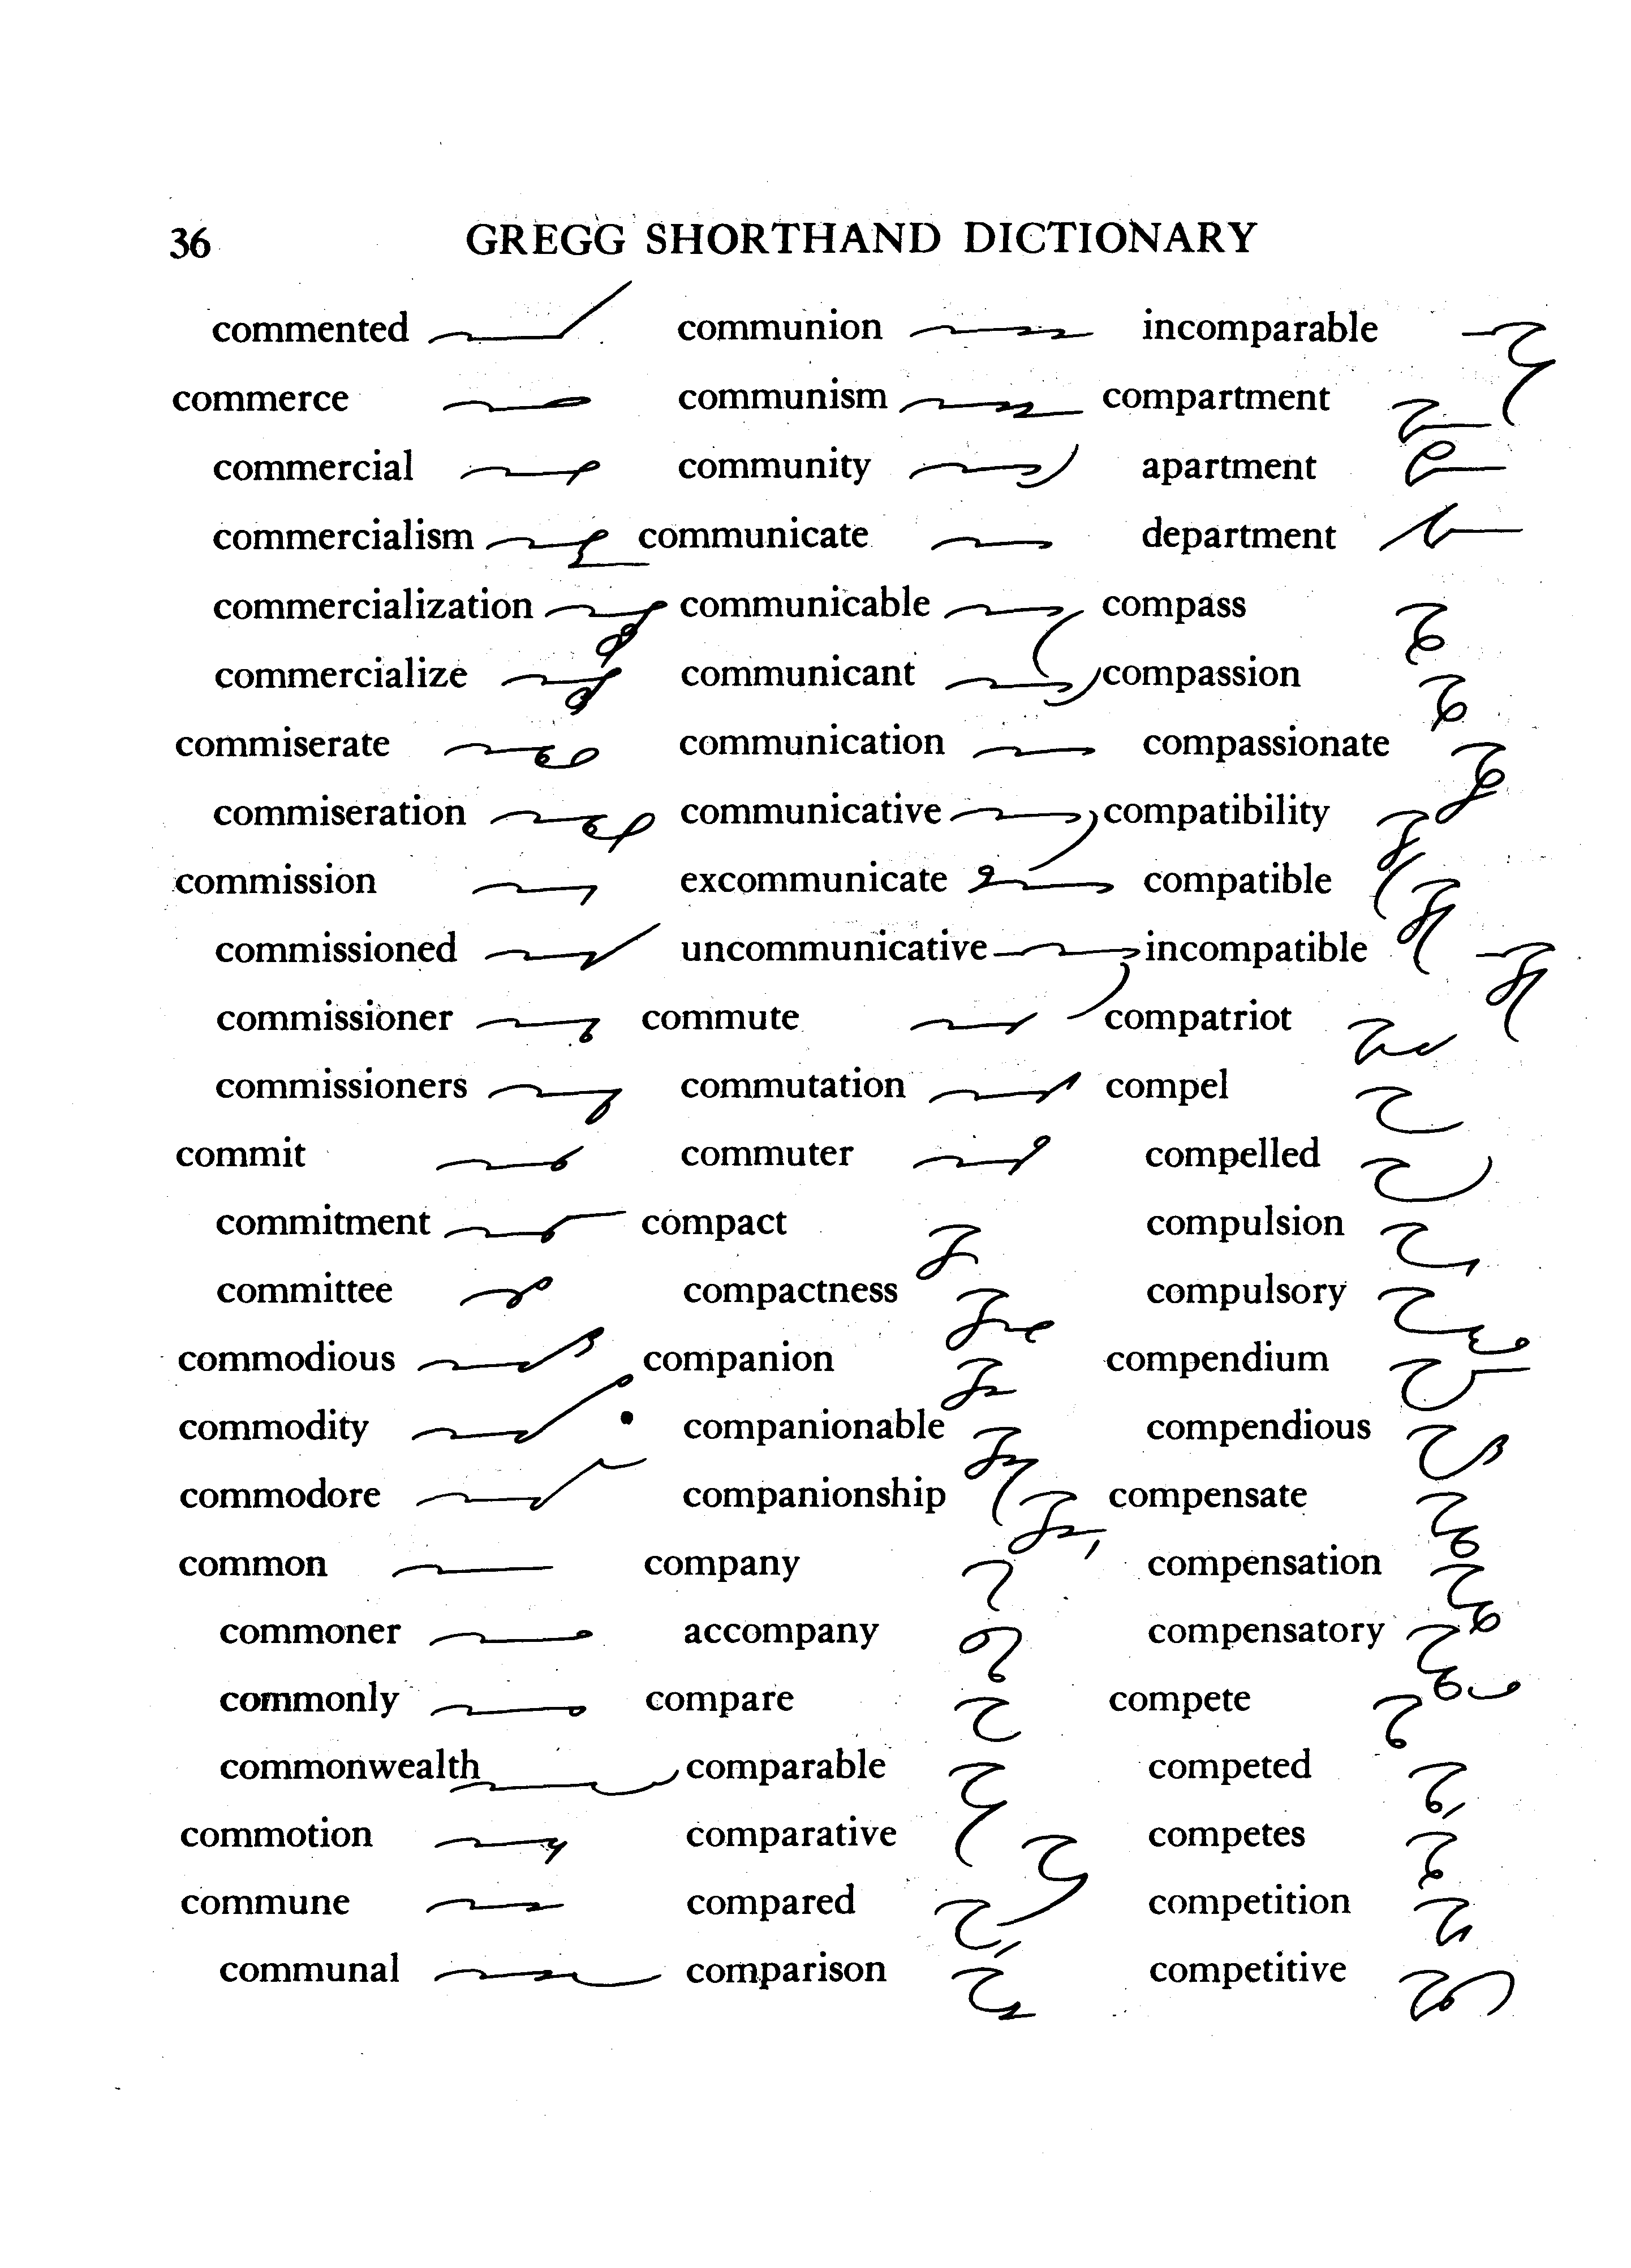 36 GREGG SHORTHAND DICTIONARY
commented
commerce
commercial
commercialism
commercialization
commercialize
commiserate
commiseration
commission
commissioned
commissioner
commissioners
commit
commitment
committee
commodious
commodity
commodore
common
commoner
commonly
commonwealth
commotion
commune
communal
communion
communism
community
communicate
communicable
communicant
communication
communicative
excommunicate
uncommunicative
commute
commutation
commuter
compact
compactness
companion
companionable
companionship
company
accompany
compare
comparable
comparative
compared
comparison
incomparable
compartment
apartment
department
compass
compassion
compassionate
compatibility
compatible
incompatible
compatriot
compel
compelled
compulsion
compulsory
compendium
compendious
compensate
compensation
compensatory
compete
competed
competes
competition
competitive